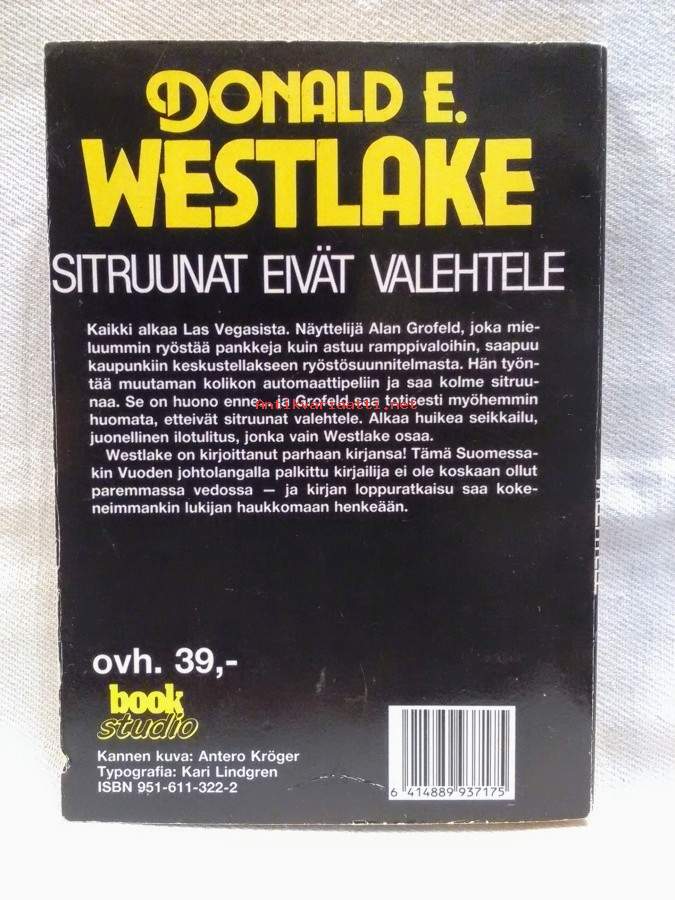 DONALD E.
WESTLAKE
SITRUUNAT EIVÄT VALEHTELE
Kaikki alkaa Las Vegasista. Näyttelijä Alan Grofeld, joka mie-
luummin ryöstää pankkeja kuin astuu ramppivaloihin, saapuu
kaupunkiin keskustellakseen ryöstösuunnitelmasta. Hän työn-
tää muutaman kolikon automaattipeliin ja saa kolme sitruu-
naa. Se on huono enne — ja Grofeld saa totisesti myöhemmin
antikvariaatti.net
huomata, etteivät sitruunat valehtele. Alkaa huikea seikkailu,
juonellinen ilotulitus, jonka vain Westlake osaa.
Westlake on kirjoittanut parhaan kirjansa! Tämä Suomessa-
kin Vuoden johtolangalla palkittu kirjailija ei ole koskaan ollut
paremmassa vedossa — ja kirjan loppuratkaisu saa koke-
neimmankin lukijan haukkomaan henkeään.
ovh. 39,-
book
studio
Kannen kuva: Antero Kröger
Typografia: Kari Lindgren
ISBN 951-611-322-2
6 414889 937175